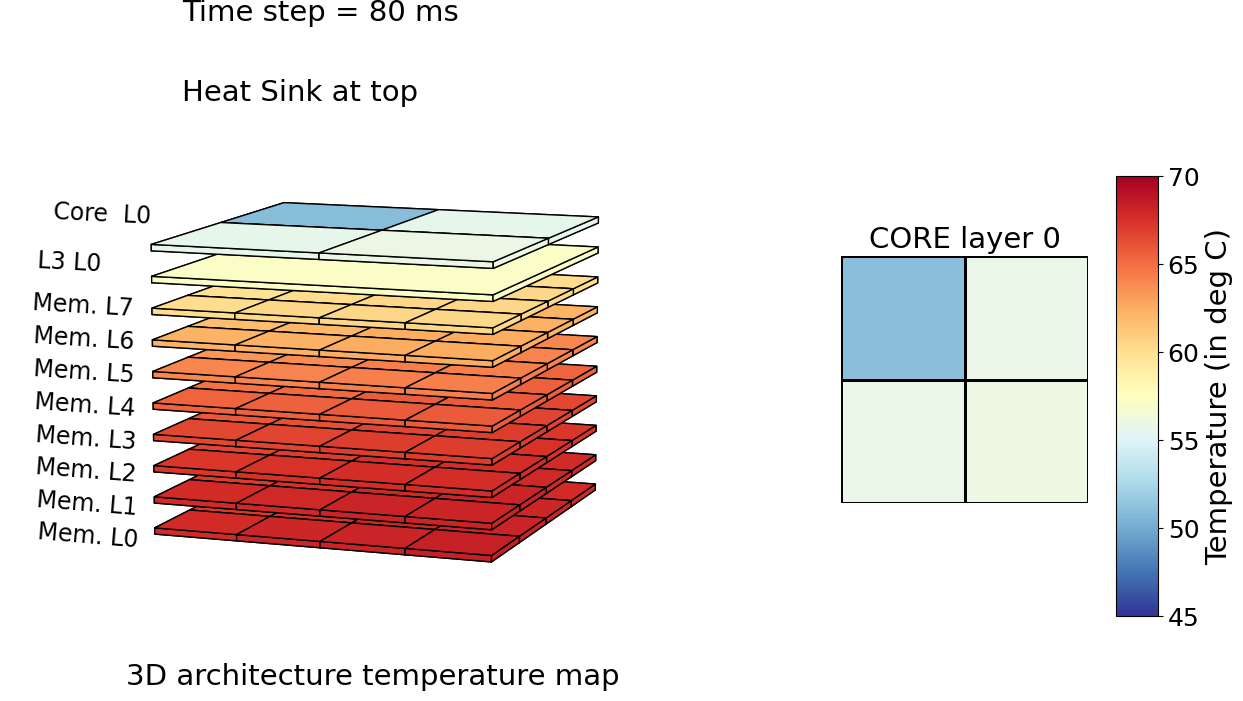 Time step = 80 ms
Heat Sink at top
Core  L0
L3 L0
Mem. L7
Mem. L6
Mem. L5
Mem. L4
Mem. L3
Mem. L2
Mem. L1
Mem. L0
3D architecture temperature map
CORE layer 0
70
65
60
55
50
45
Temperature (in deg C)